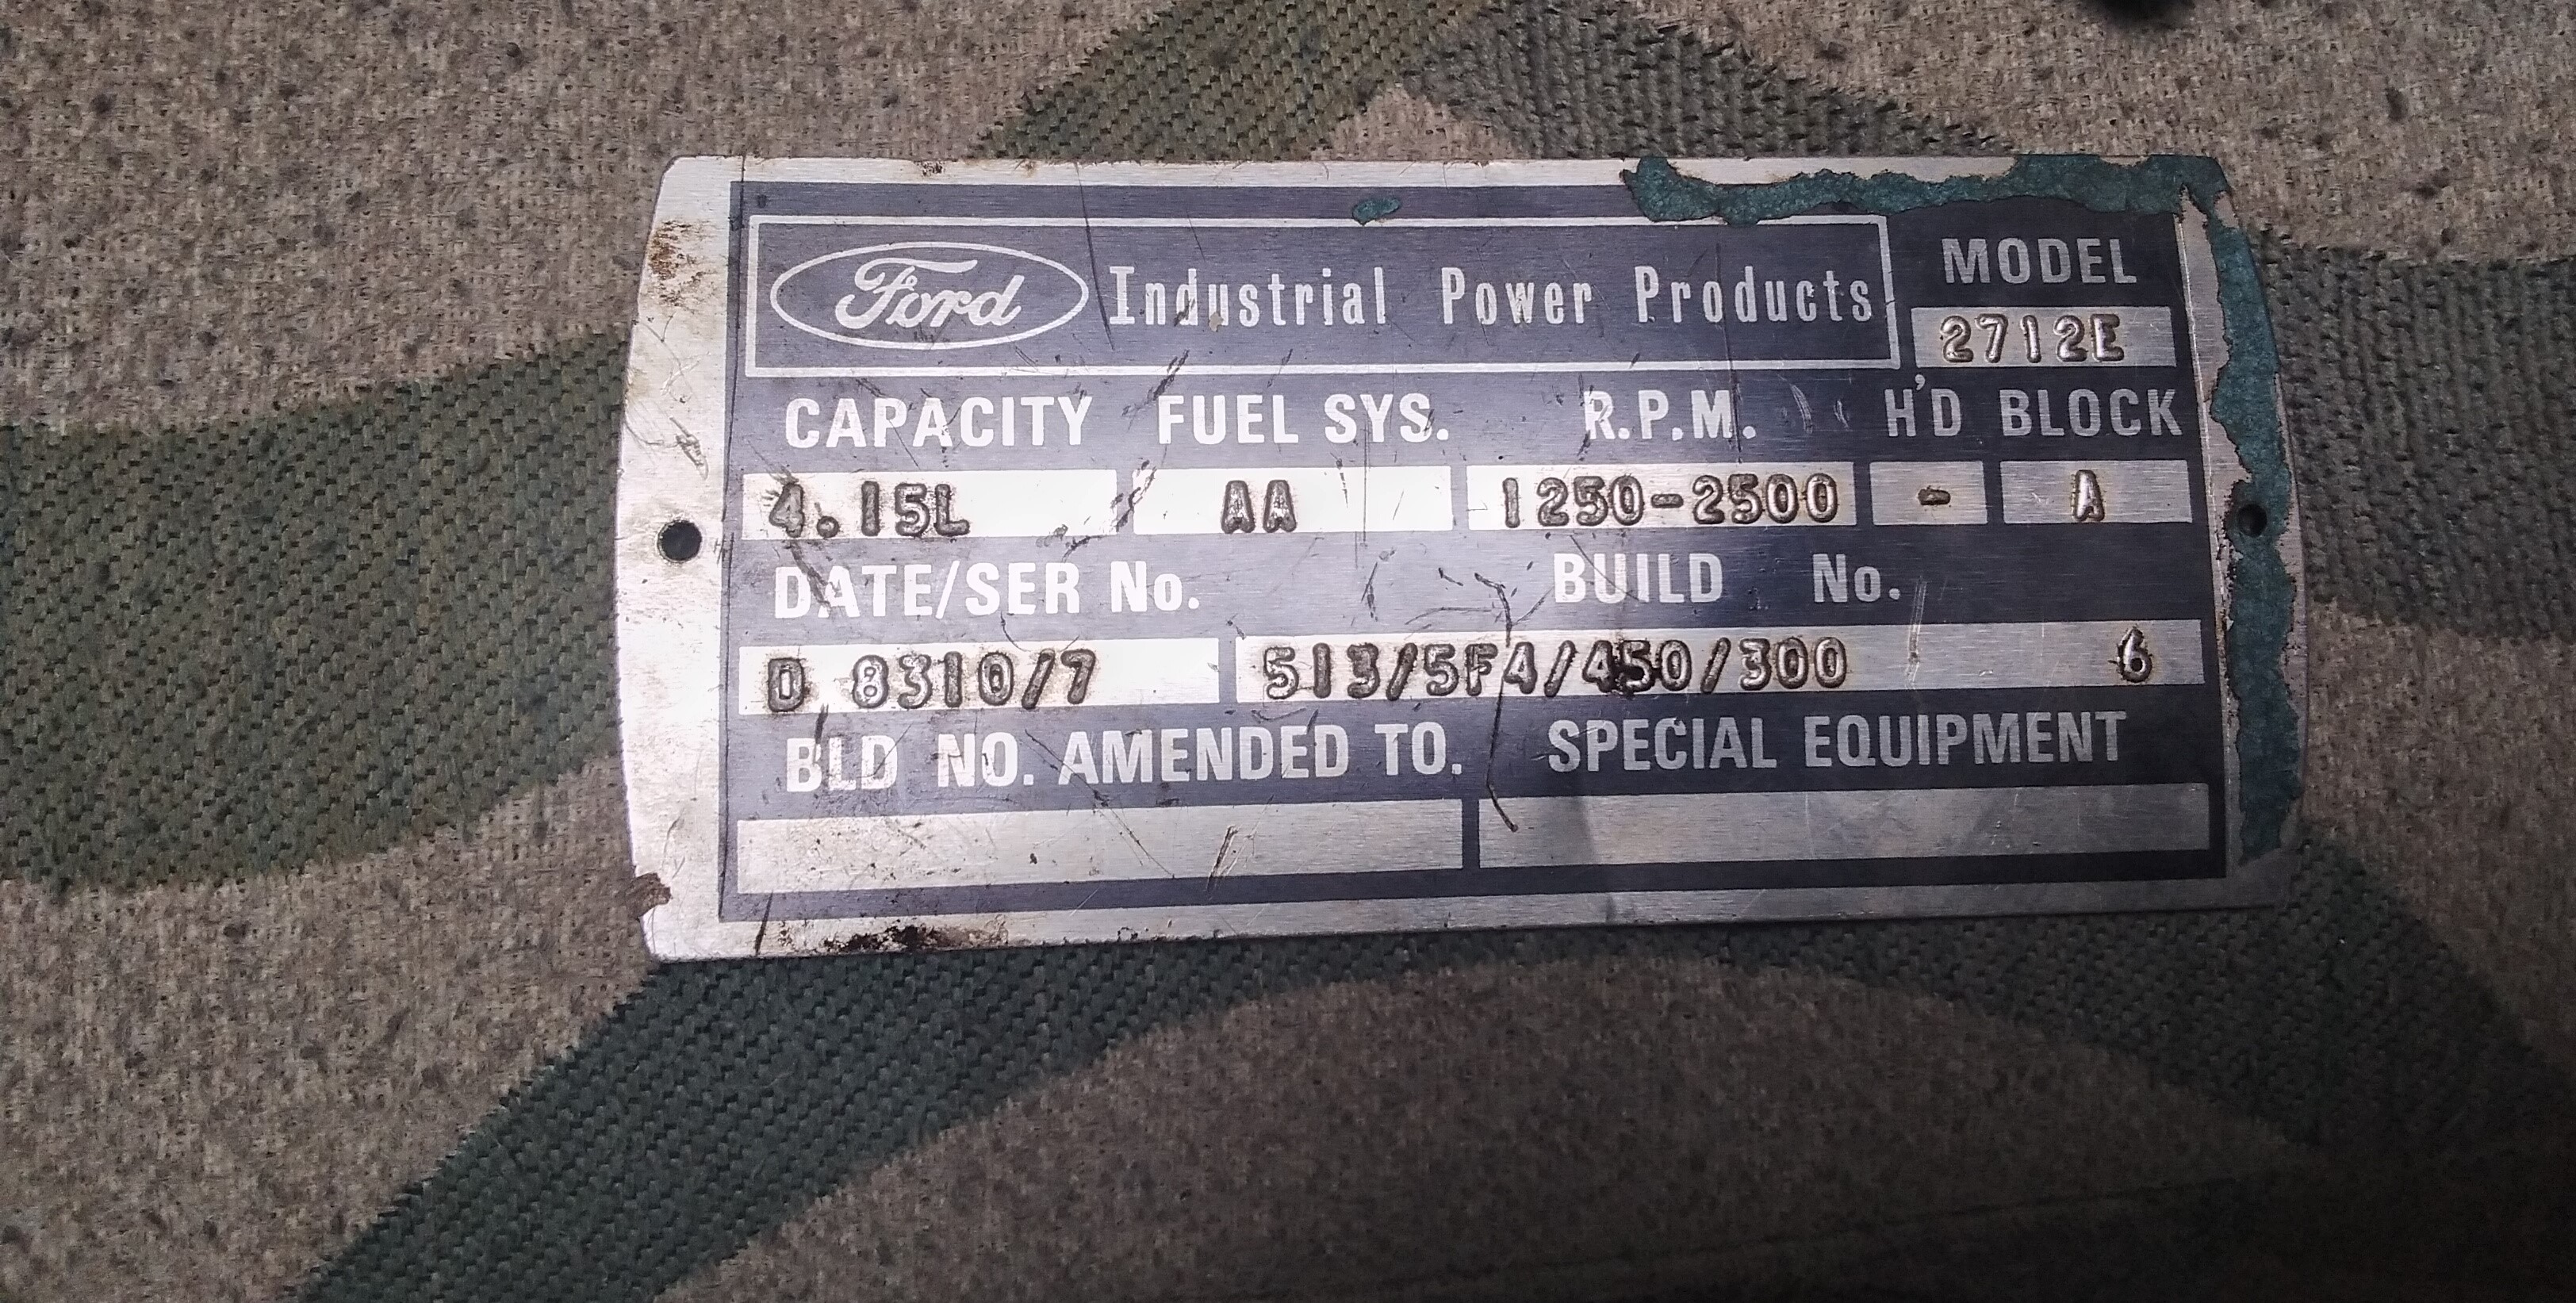 Ford Industrial Power Products
MODEL
2712E
CAPACITY FUEL SYS. R.P.M. H'D BLOCK
4.15L AA 1250-2500 - A
DATE/SER No. BUILD No.
D 8310/7 513/5F4/450/300 6
BLD NO. AMENDED TO. SPECIAL EQUIPMENT